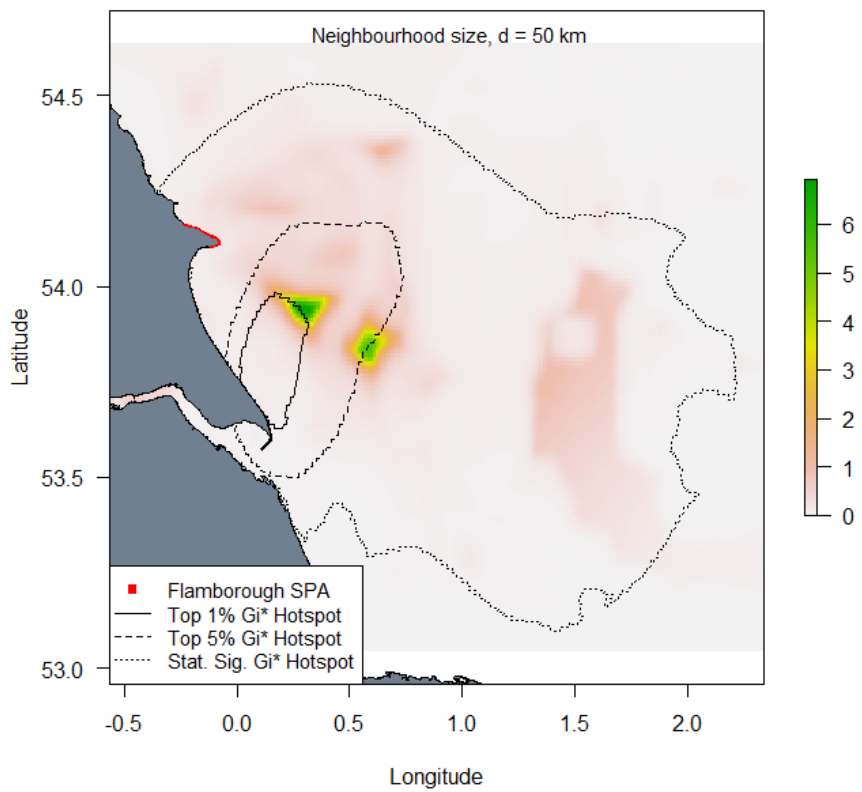 Neighbourhood size, d = 50 km
Latitude
54.5
54.0
53.5
53.0
6
5
4
3
2
1
0
Flamborough SPA
Top 1% Gi* Hotspot
Top 5% Gi* Hotspot
Stat. Sig. Gi* Hotspot
-0.5 0.0 0.5 1.0 1.5 2.0
Longitude